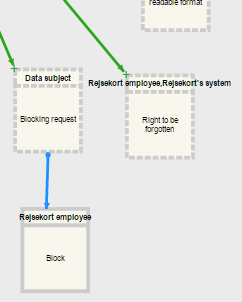 readable format
Data subject
Blocking request
Rejsekort employee,Rejsekort's system
Right to be
forgotten
Rejsekort employee
Block